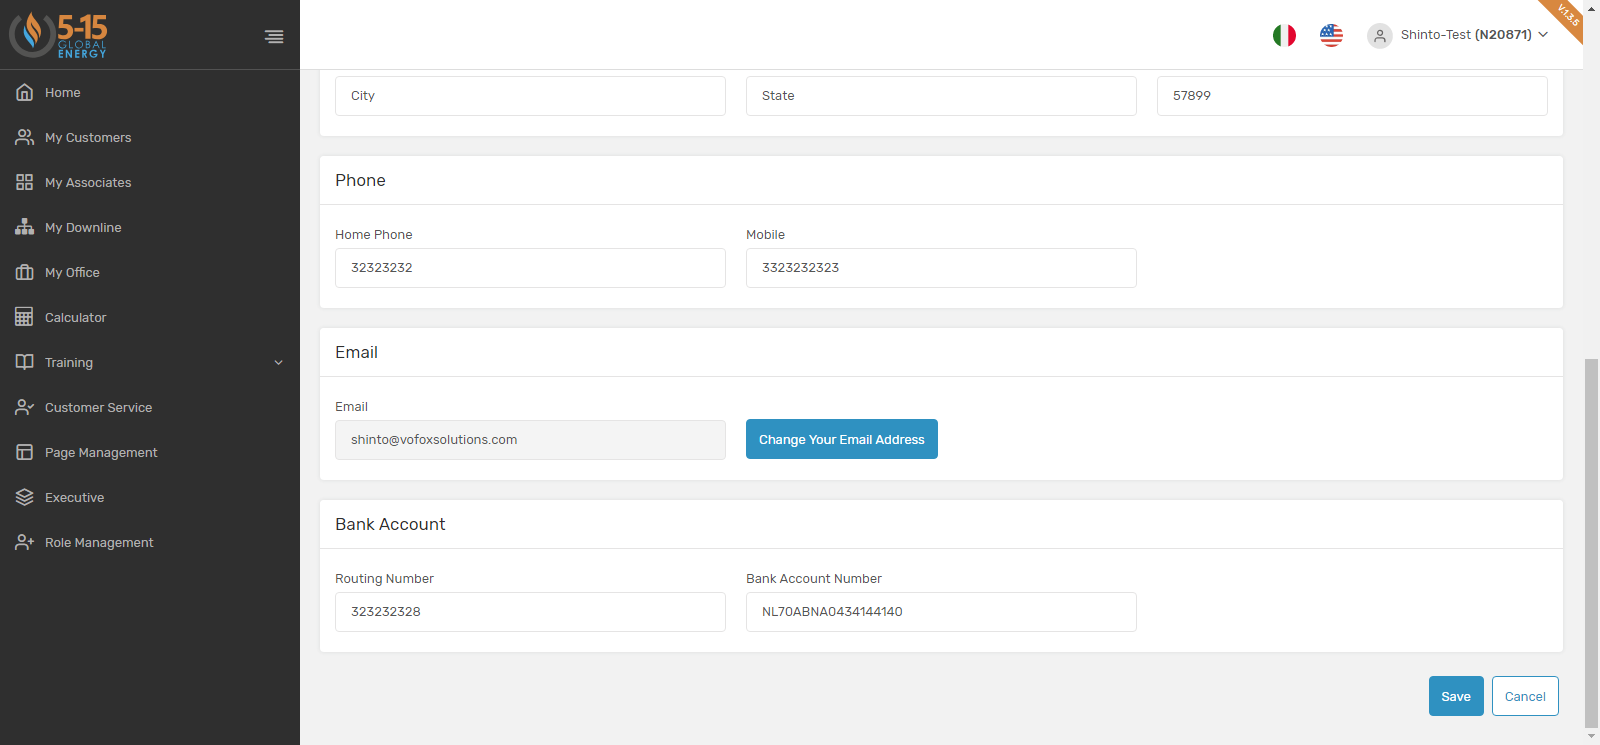 5-15
GLOBAL
ENERGY
Shinto-Test (N20871)
V.1.3.5
Home
My Customers
My Associates
My Downline
My Office
Calculator
Training
Customer Service
Page Management
Executive
Role Management
City
State
57899
Phone
Home Phone
Mobile
32323232
3323232323
Email
Email
shinto@vofoxsolutions.com
Change Your Email Address
Bank Account
Routing Number
Bank Account Number
323232328
NL70ABNA0434144140
Save
Cancel